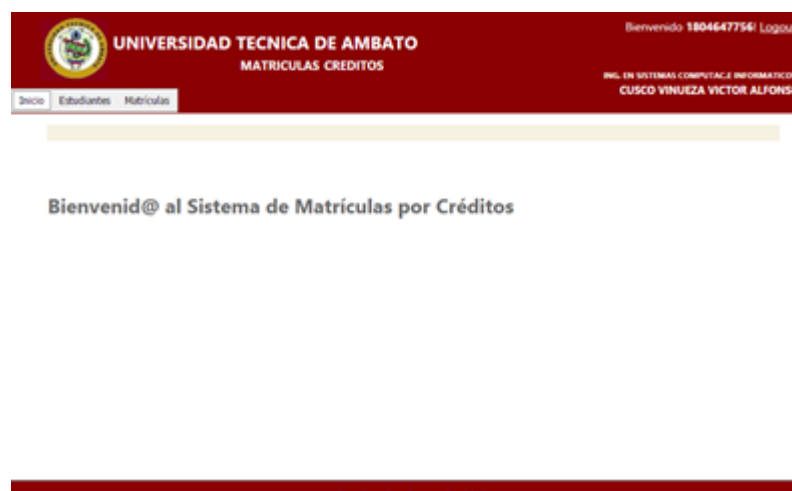 UNIVERSIDAD TECNICA DE AMBATO
MATRICULAS CREDITOS
Bienvenido 1804647756! Logou
ING. EN SISTEMAS COMPUTAC.E INFORMATICO
CUSCO VINUEZA VICTOR ALFONS
Inicio Estudiantes Matrículas
Bienvenid@ al Sistema de Matrículas por Créditos